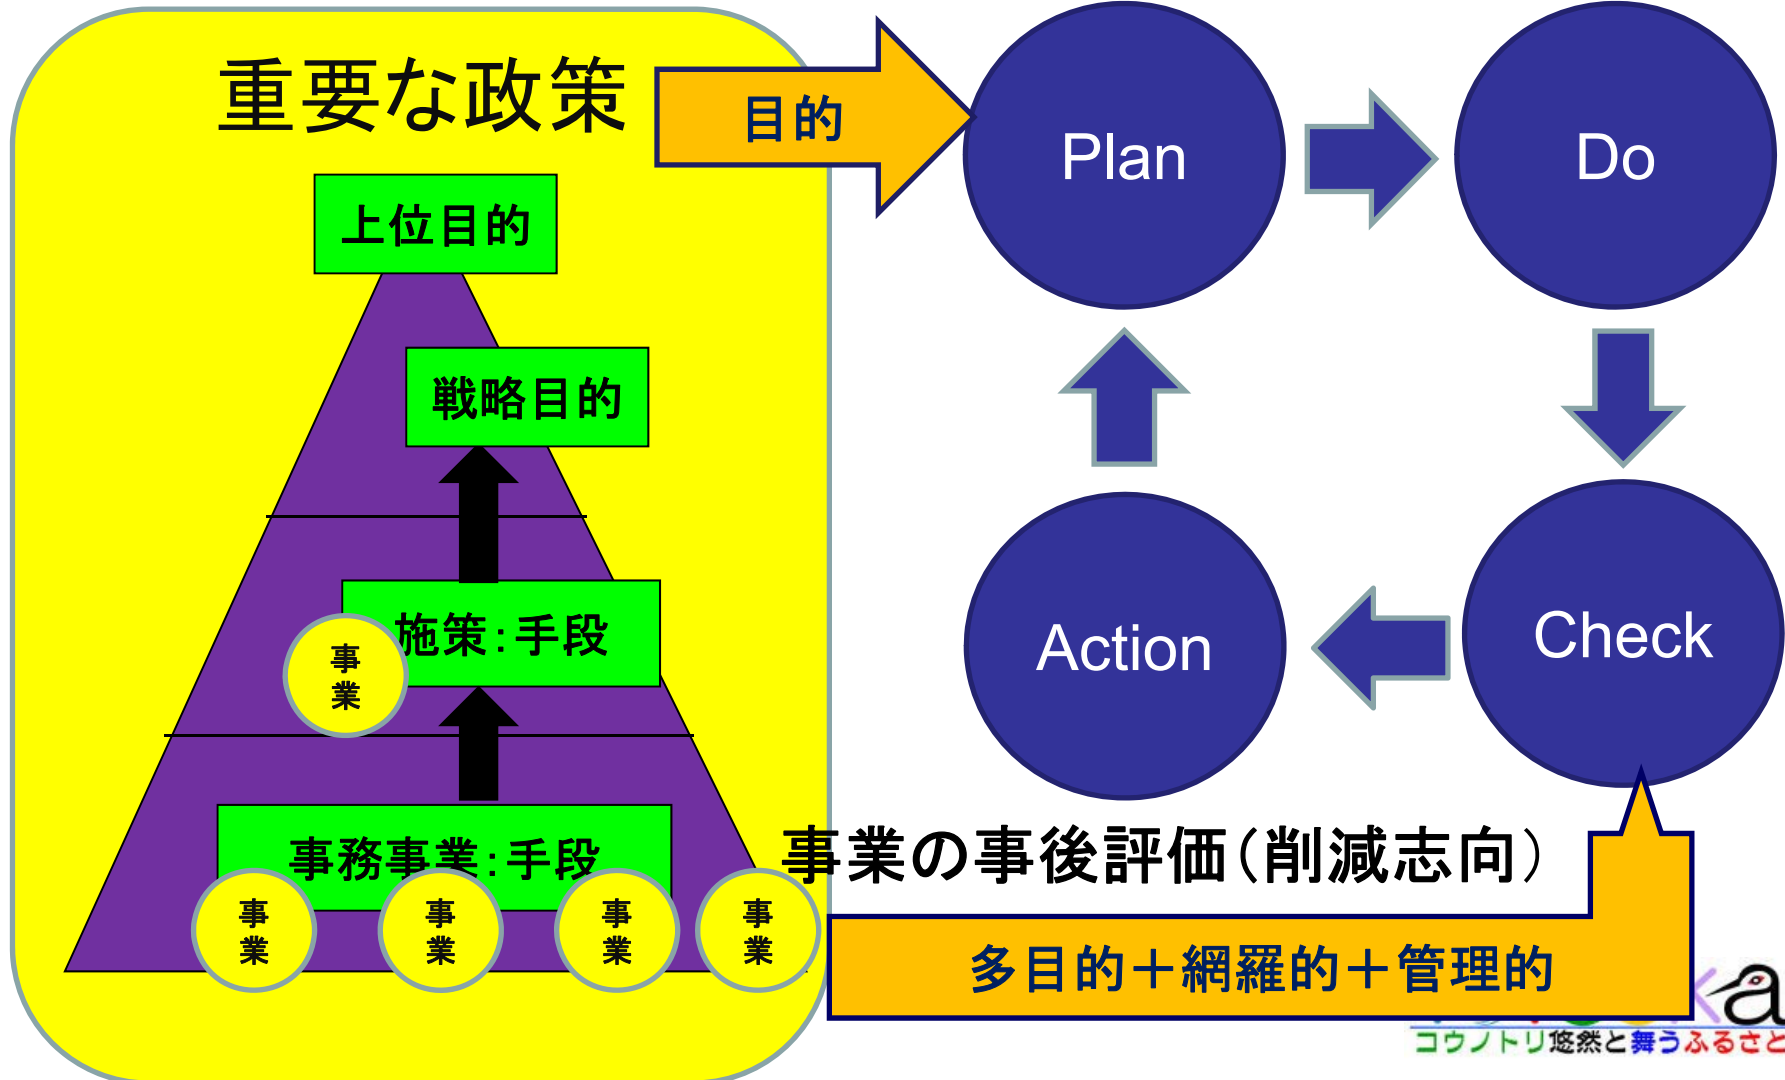 重要な政策
目的
Plan
Do
上位目的
戦略目的
施策:手段
事業
Action
Check
事務事業:手段
事業
事業
事業
事業
事業の事後評価(削減志向)
多目的＋網羅的＋管理的
コウノトリ悠然と舞うふるさと